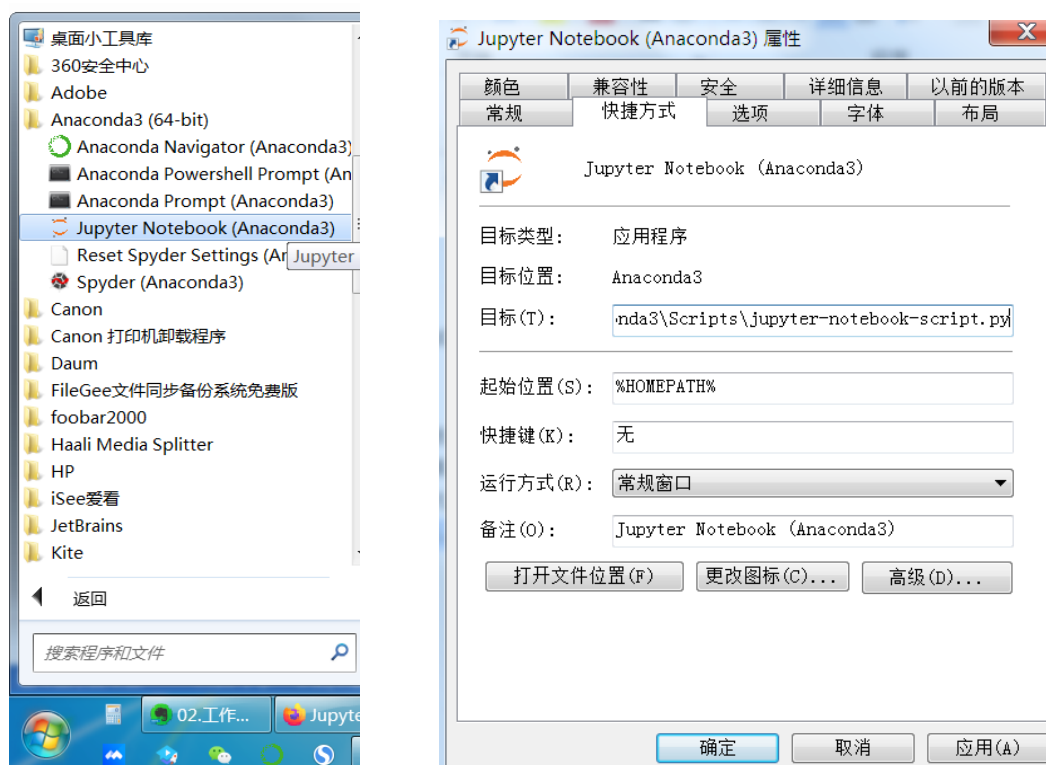 桌面小工具库
360安全中心
Adobe
Anaconda3 (64-bit)
Anaconda Navigator (Anaconda3)
Anaconda Powershell Prompt (An
Anaconda Prompt (Anaconda3)
Jupyter Notebook (Anaconda3)
Reset Spyder Settings (Ar
Jupyter
Spyder (Anaconda3)
Canon
Canon 打印机卸载程序
Daum
FileGee文件同步备份系统免费版
foobar2000
Haali Media Splitter
HP
iSee爱看
JetBrains
Kite
返回
搜索程序和文件
02.工作...
Jupyte
Jupyter Notebook (Anaconda3) 属性
颜色 兼容性 安全 详细信息 以前的版本
常规 快捷方式 选项 字体 布局
Jupyter Notebook (Anaconda3)
目标类型: 应用程序
目标位置: Anaconda3
目标(T): nda3\Scripts\jupyter-notebook-script.py
起始位置(S): %HOMEPATH%
快捷键(K): 无
运行方式(R): 常规窗口
备注(O): Jupyter Notebook (Anaconda3)
打开文件位置(F) 更改图标(C)... 高级(D)...
确定 取消 应用(A)